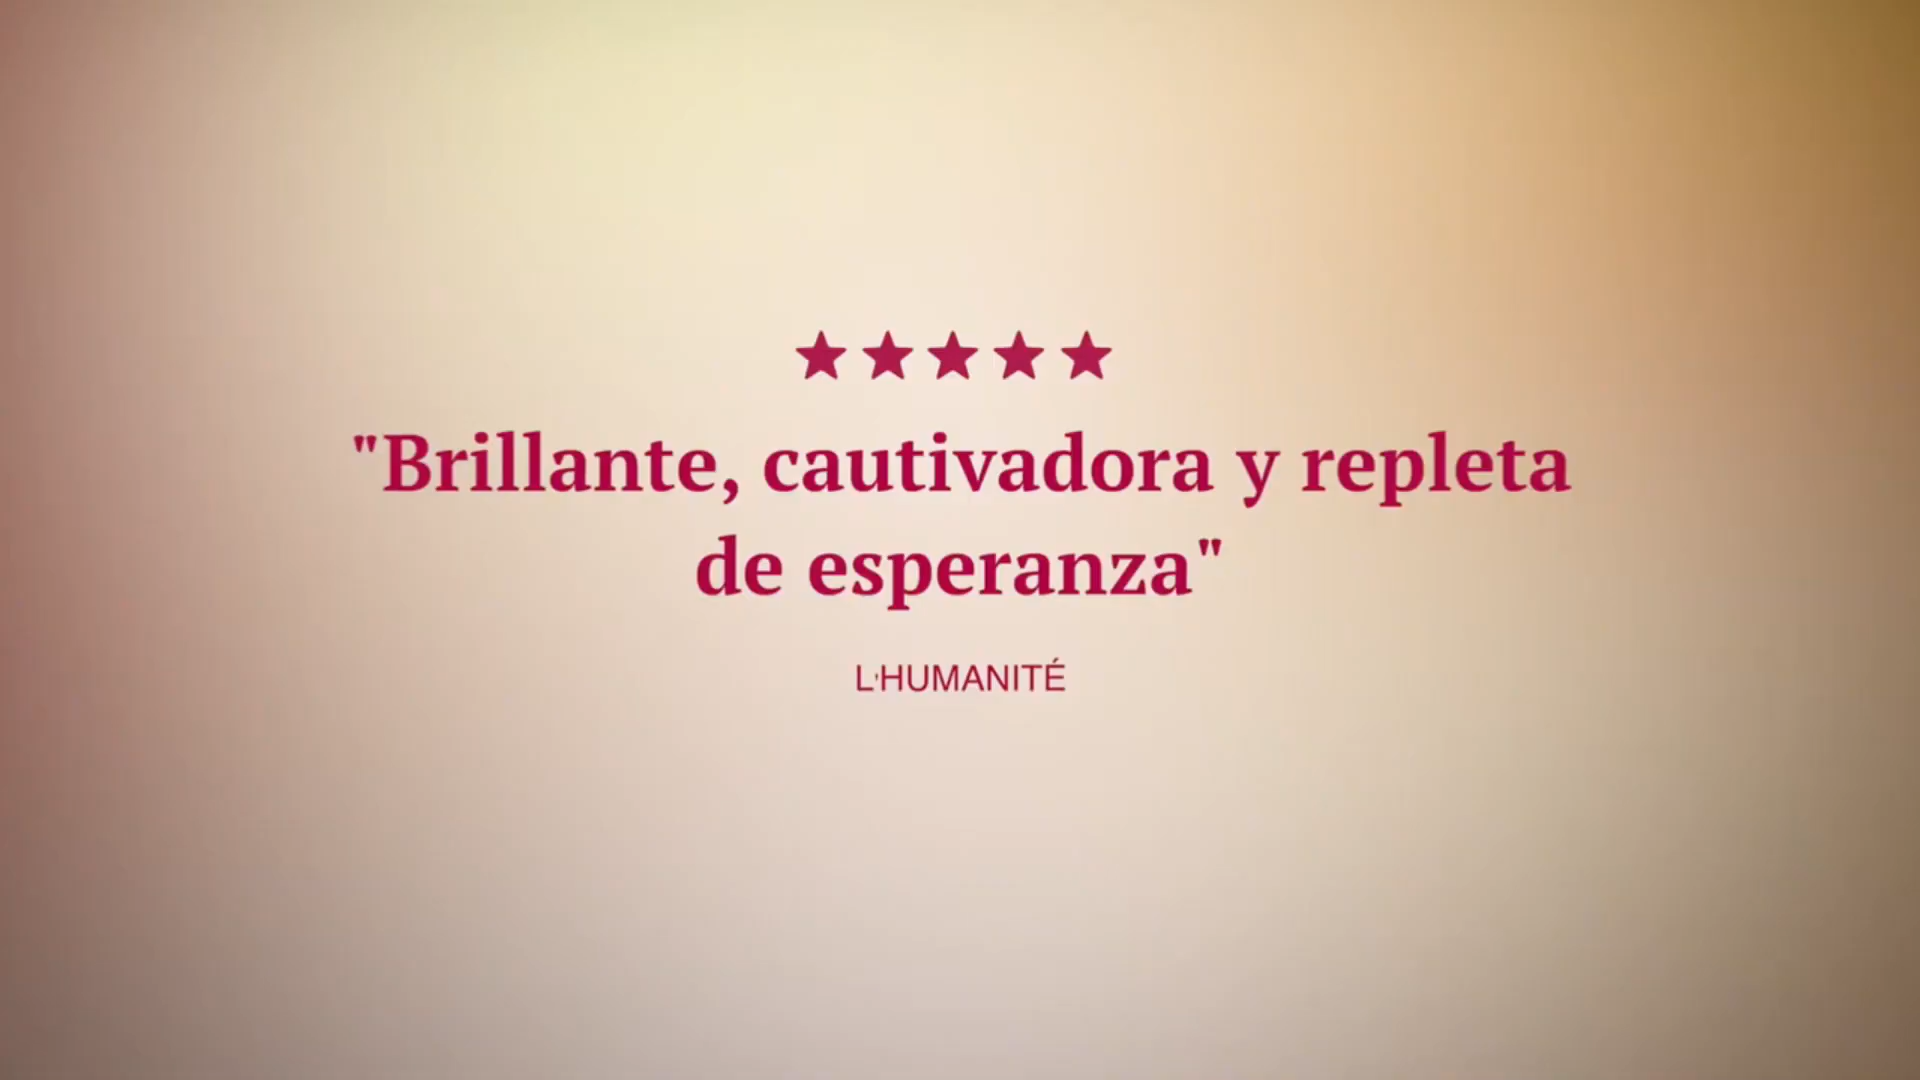 ★★★★★
"Brillante, cautivadora y repleta
de esperanza"
L'HUMANITÉ